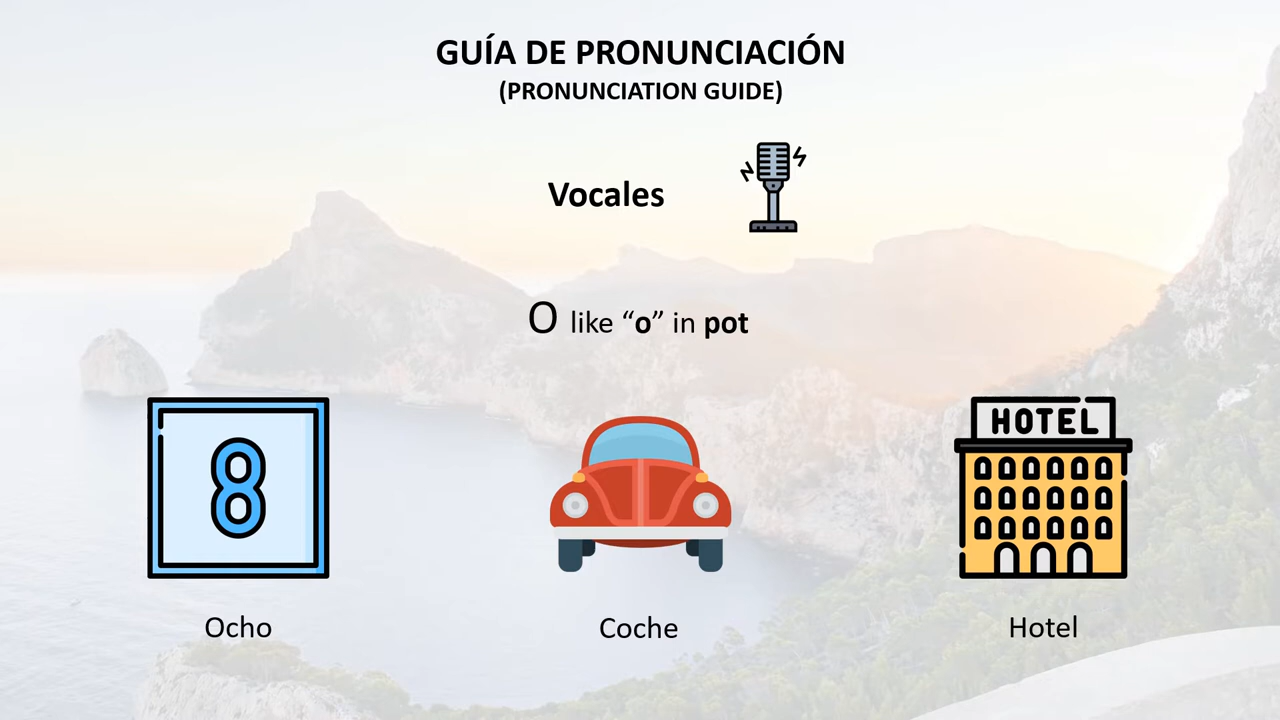 GUÍA DE PRONUNCIACIÓN
(PRONUNCIATION GUIDE)
Vocales
O like “o” in pot
8
HOTEL
Ocho
Coche
Hotel